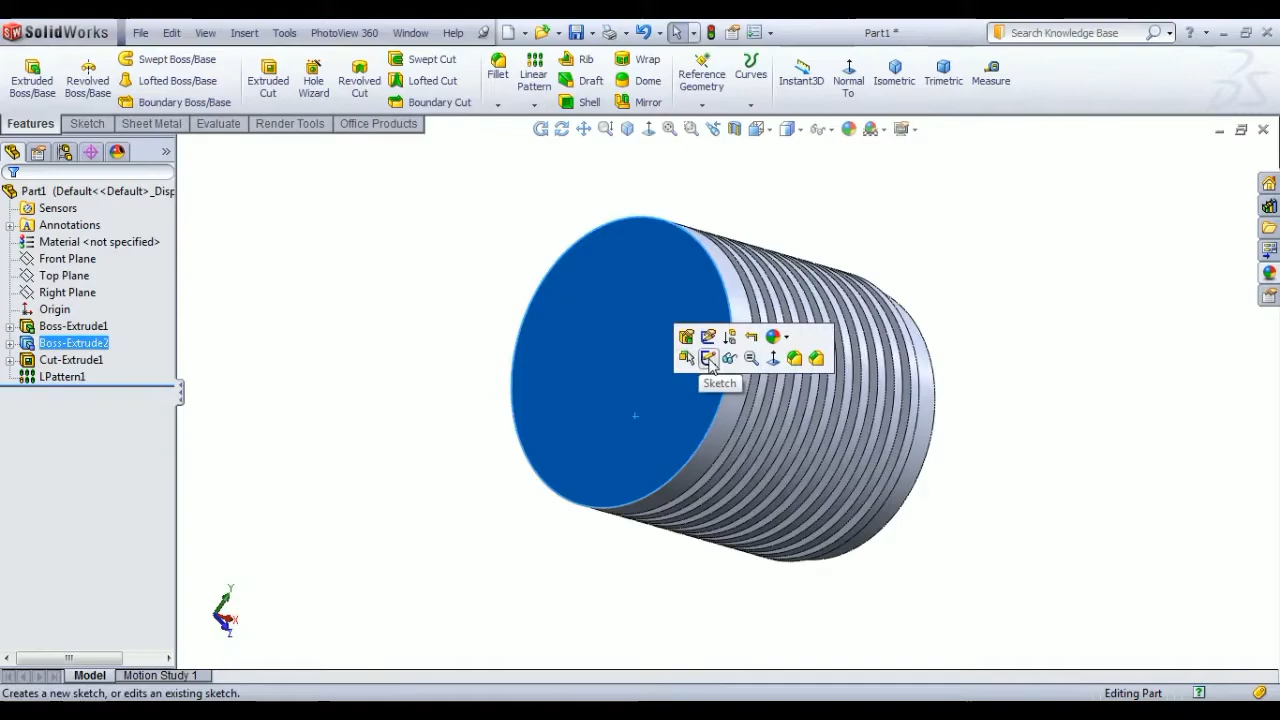 SolidWorks File Edit View Insert Tools PhotoView 360 Window Help Part1 * Search Knowledge Base
Extruded Boss/Base
Revolved Boss/Base
Swept Boss/Base
Lofted Boss/Base
Boundary Boss/Base
Extruded Cut
Hole Wizard
Revolved Cut
Swept Cut
Lofted Cut
Boundary Cut
Fillet
Linear Pattern
Rib
Draft
Shell
Wrap
Dome
Mirror
Reference Geometry
Curves
Instant3D
Normal To
Isometric
Trimetric
Measure
Features Sketch Sheet Metal Evaluate Render Tools Office Products
Part1 (Default<<Default>_Disp
Sensors
Annotations
Material <not specified>
Front Plane
Top Plane
Right Plane
Origin
Boss-Extrude1
Boss-Extrude2
Cut-Extrude1
LPattern1
Sketch
Y
X
Z
Model Motion Study 1
Creates a new sketch, or edits an existing sketch. Editing Part